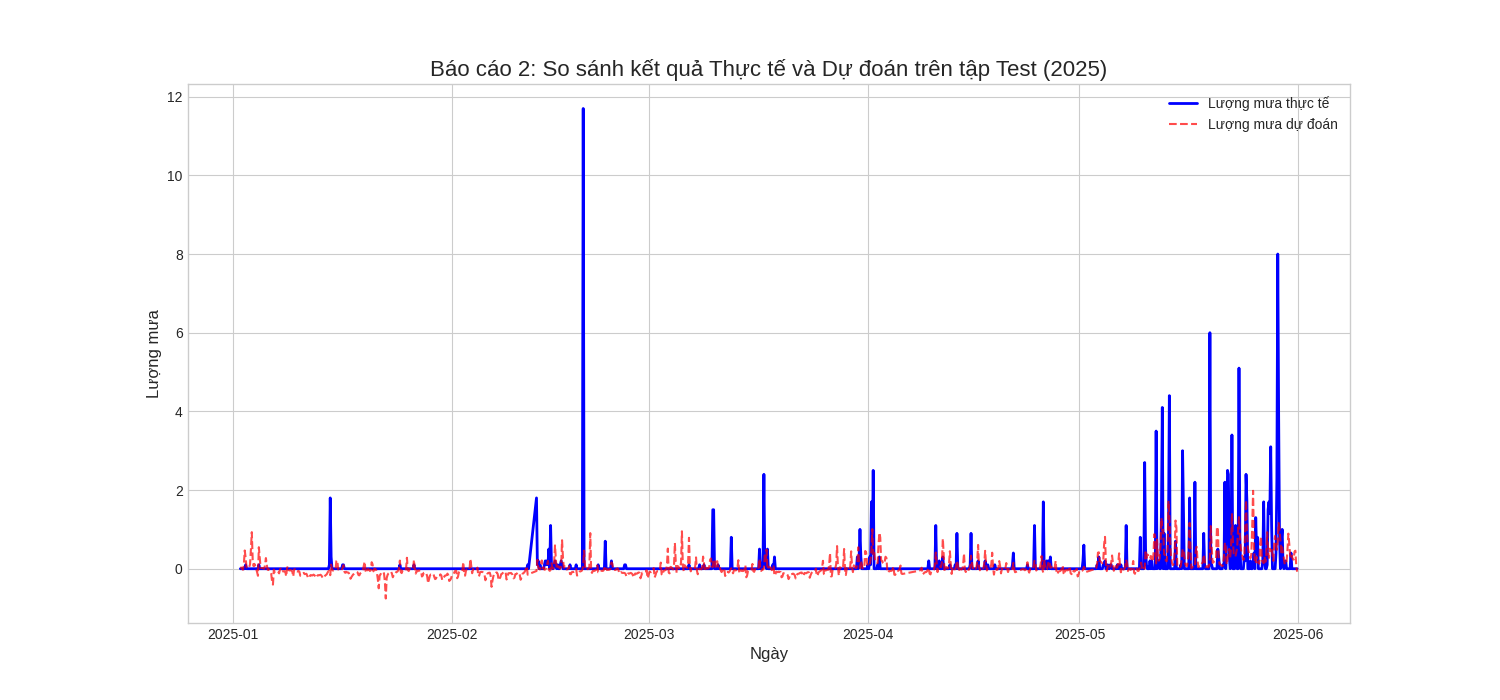 Báo cáo 2: So sánh kết quả Thực tế và Dự đoán trên tập Test (2025)
Lượng mưa thực tế
Lượng mưa dự đoán
12
10
8
6
4
2
0
Lượng mưa
2025-01
2025-02
2025-03
2025-04
2025-05
2025-06
Ngày